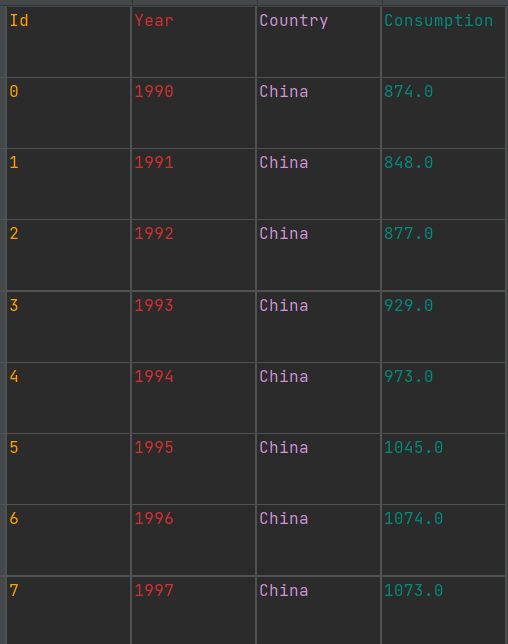 Id Year Country Consumption
0 1990 China 874.0
1 1991 China 848.0
2 1992 China 877.0
3 1993 China 929.0
4 1994 China 973.0
5 1995 China 1045.0
6 1996 China 1074.0
7 1997 China 1073.0